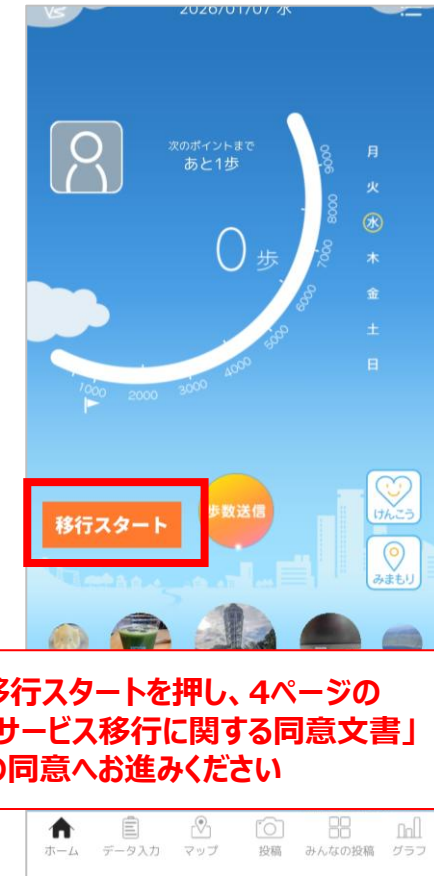 2026/01/07 水
次のポイントまで
あと1歩
0 歩
月
火
水
木
金
土
日
1000
2000
3000
4000
5000
6000
7000
8000
9000
移行スタート
歩数送信
けんこう
みまもり
移行スタートを押し、4ページの
サービス移行に関する同意文書」
の同意へお進みください
ホーム データ入力 マップ 投稿 みんなの投稿 グラフ